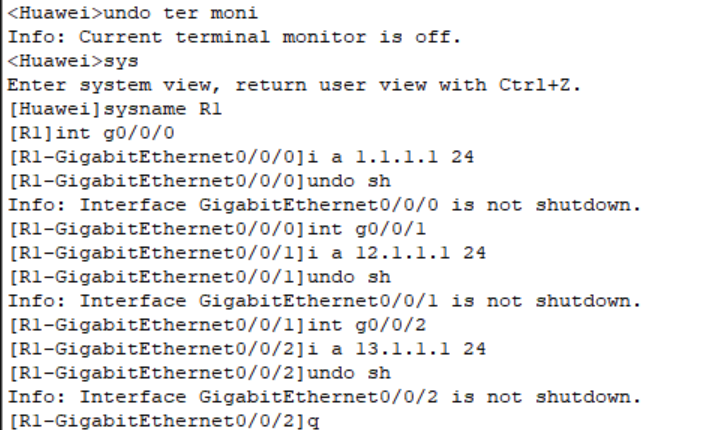 <Huawei>undo ter moni
Info: Current terminal monitor is off.
<Huawei>sys
Enter system view, return user view with Ctrl+Z.
[Huawei]sysname R1
[R1]int g0/0/0
[R1-GigabitEthernet0/0/0]i a 1.1.1.1 24
[R1-GigabitEthernet0/0/0]undo sh
Info: Interface GigabitEthernet0/0/0 is not shutdown.
[R1-GigabitEthernet0/0/0]int g0/0/1
[R1-GigabitEthernet0/0/1]i a 12.1.1.1 24
[R1-GigabitEthernet0/0/1]undo sh
Info: Interface GigabitEthernet0/0/1 is not shutdown.
[R1-GigabitEthernet0/0/1]int g0/0/2
[R1-GigabitEthernet0/0/2]i a 13.1.1.1 24
[R1-GigabitEthernet0/0/2]undo sh
Info: Interface GigabitEthernet0/0/2 is not shutdown.
[R1-GigabitEthernet0/0/2]q